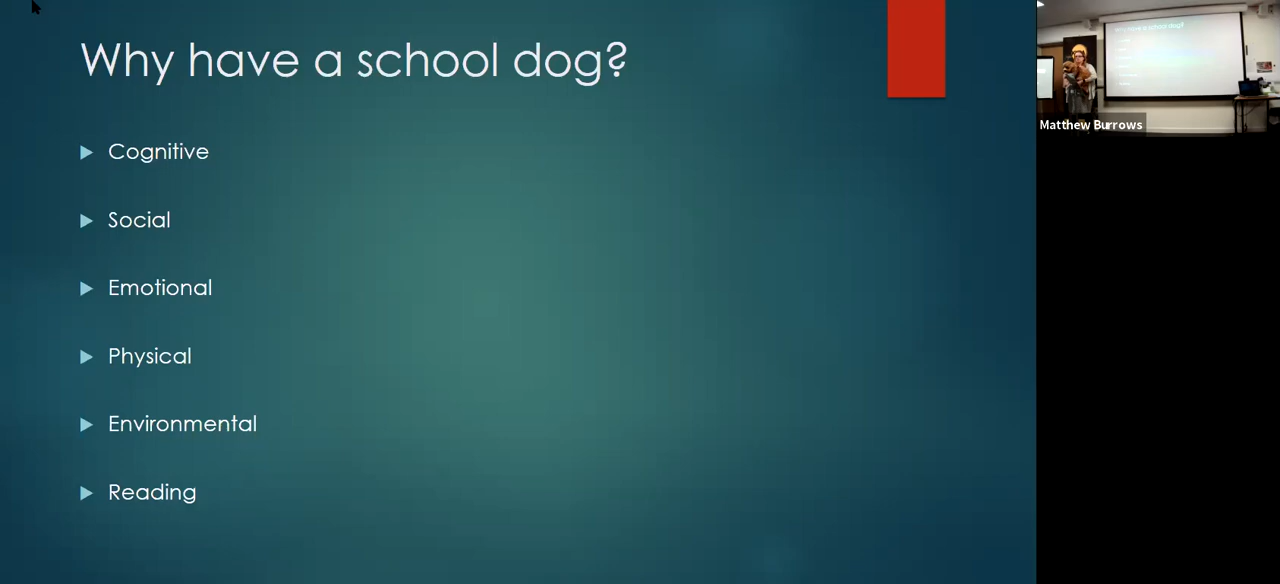 Why have a school dog?
Cognitive
Social
Emotional
Physical
Environmental
Reading
Matthew Burrows